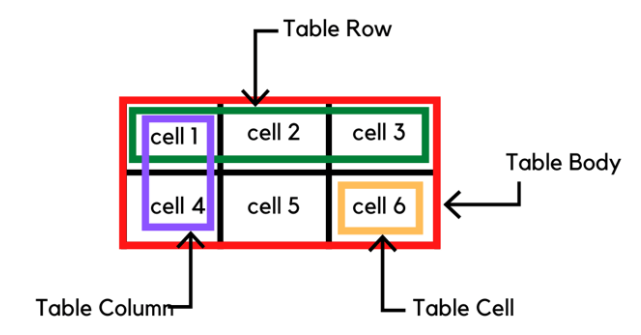 Table Row
cell 1 cell 2 cell 3
Table Body
cell 4 cell 5 cell 6
Table Column Table Cell